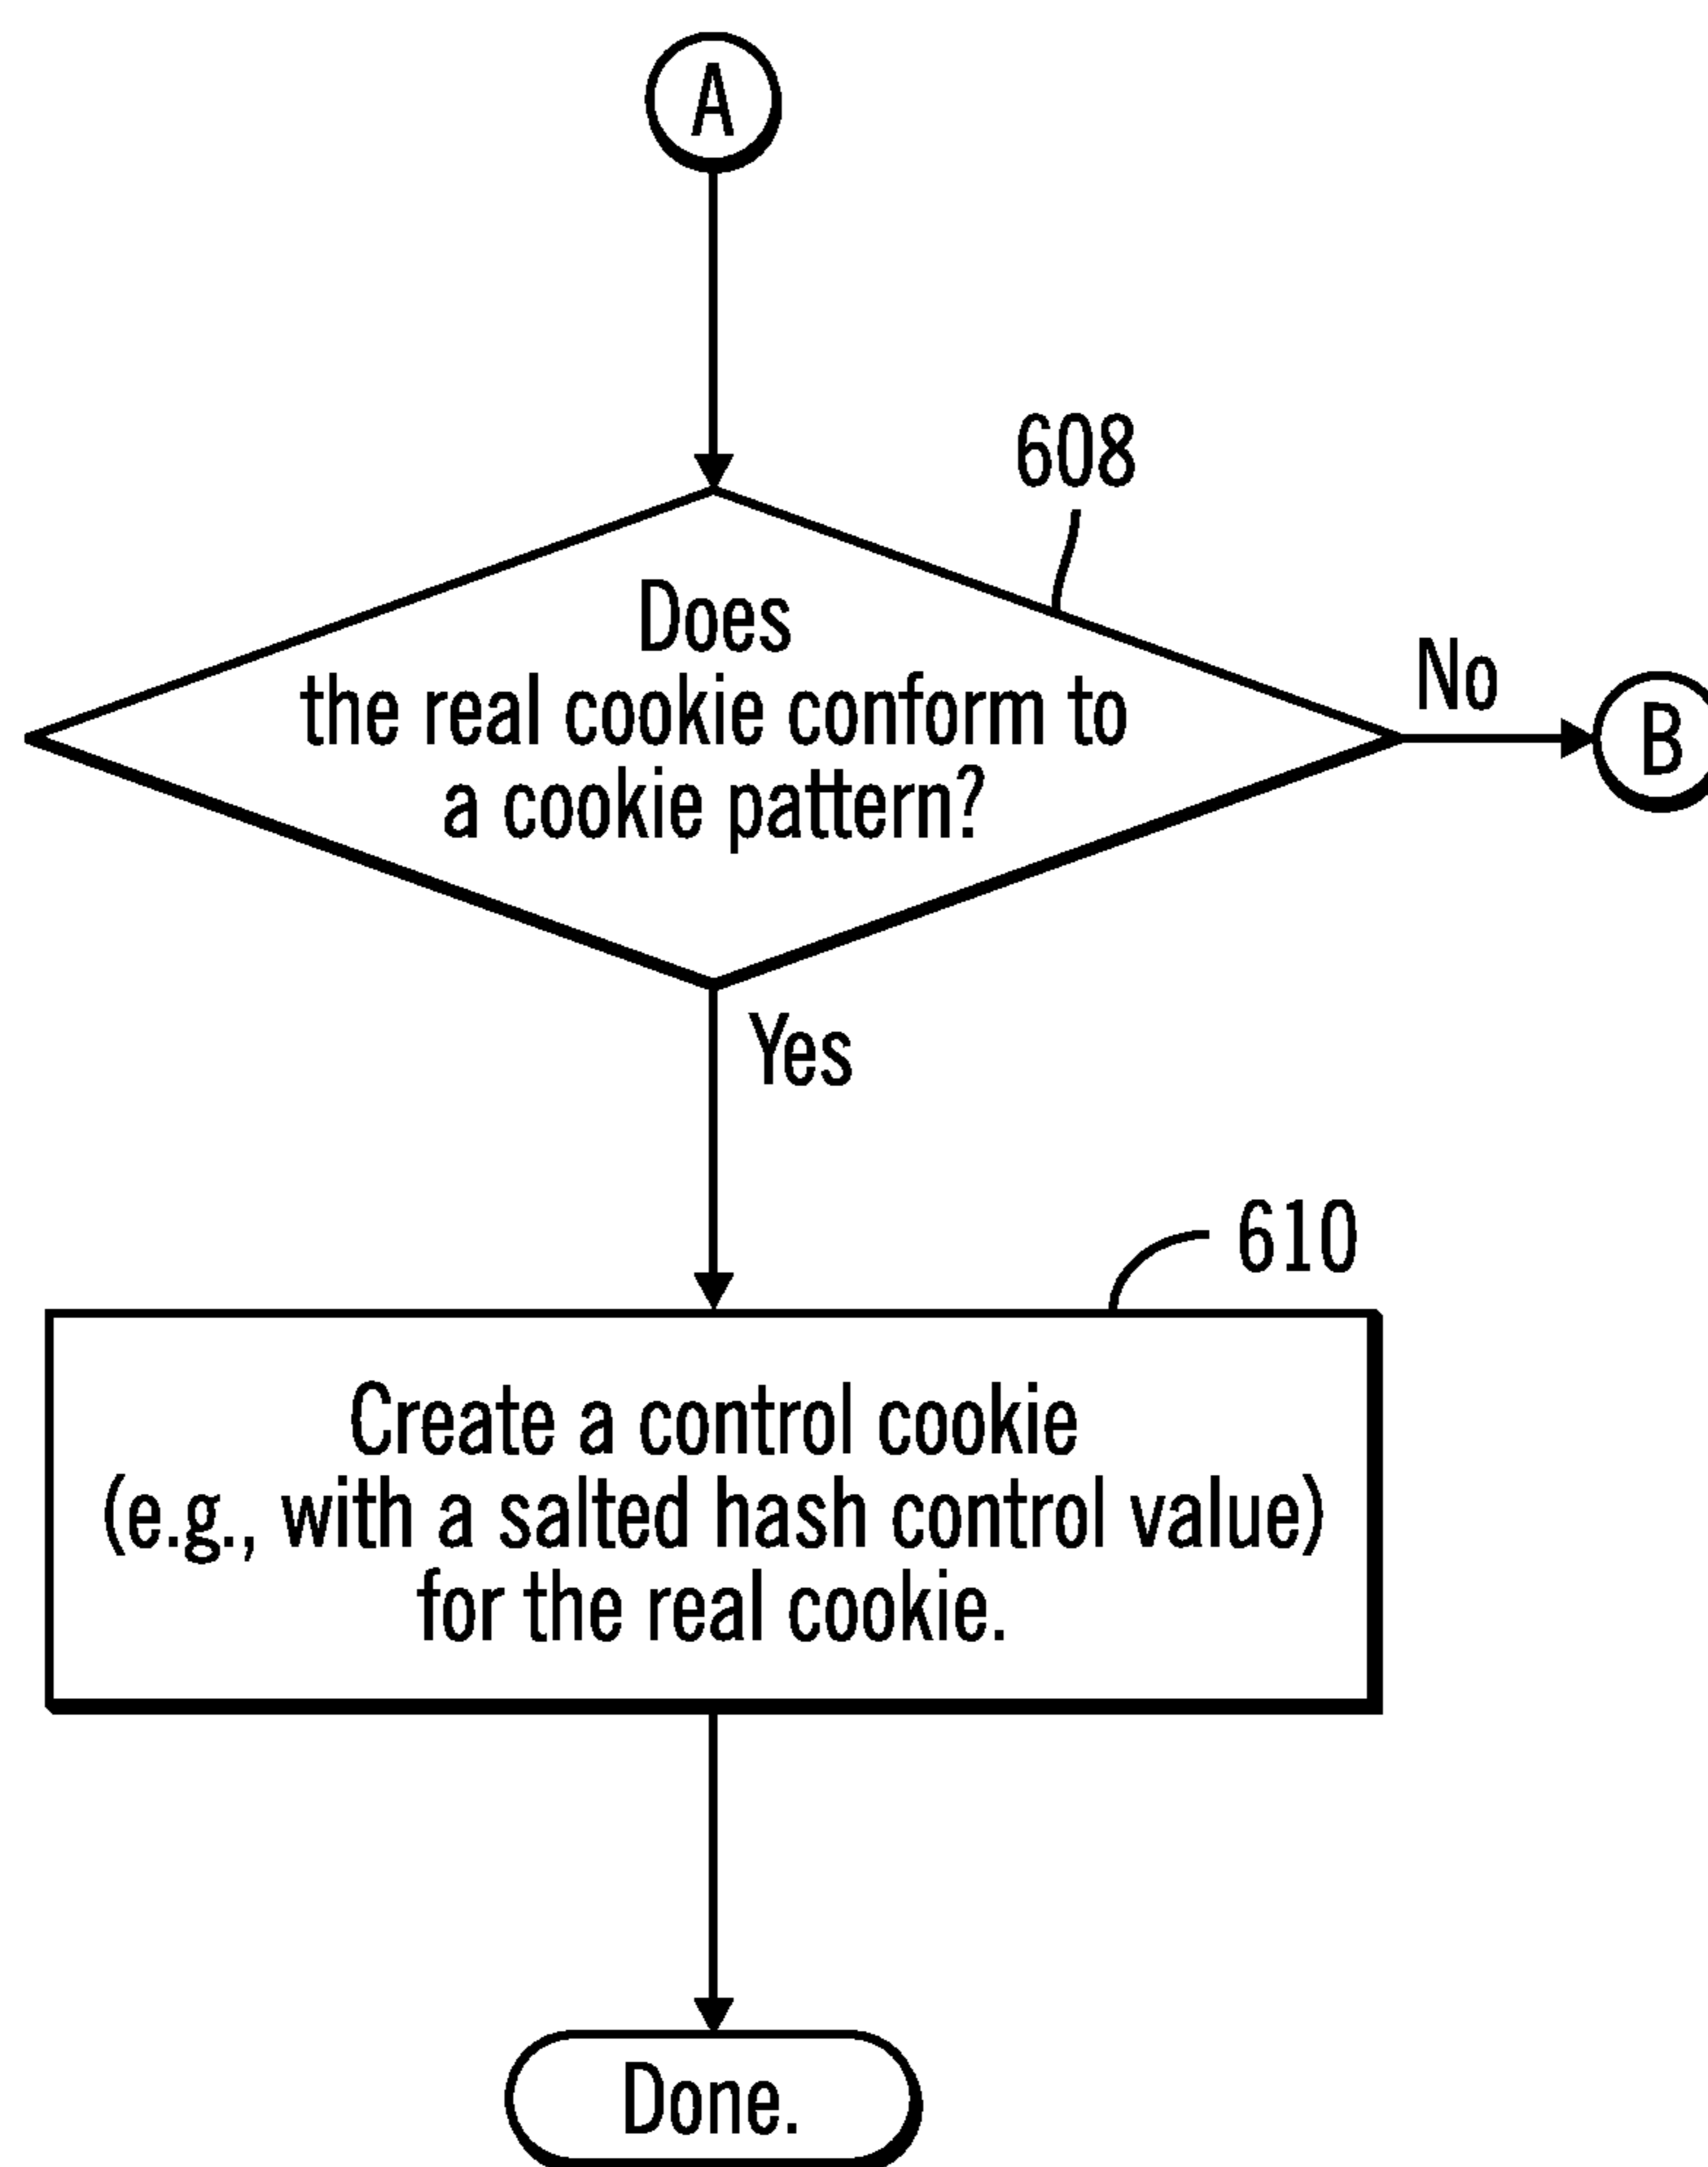 A
608
Does
the real cookie conform to
a cookie pattern?
No
B
Yes
610
Create a control cookie
(e.g., with a salted hash control value)
for the real cookie.
Done.